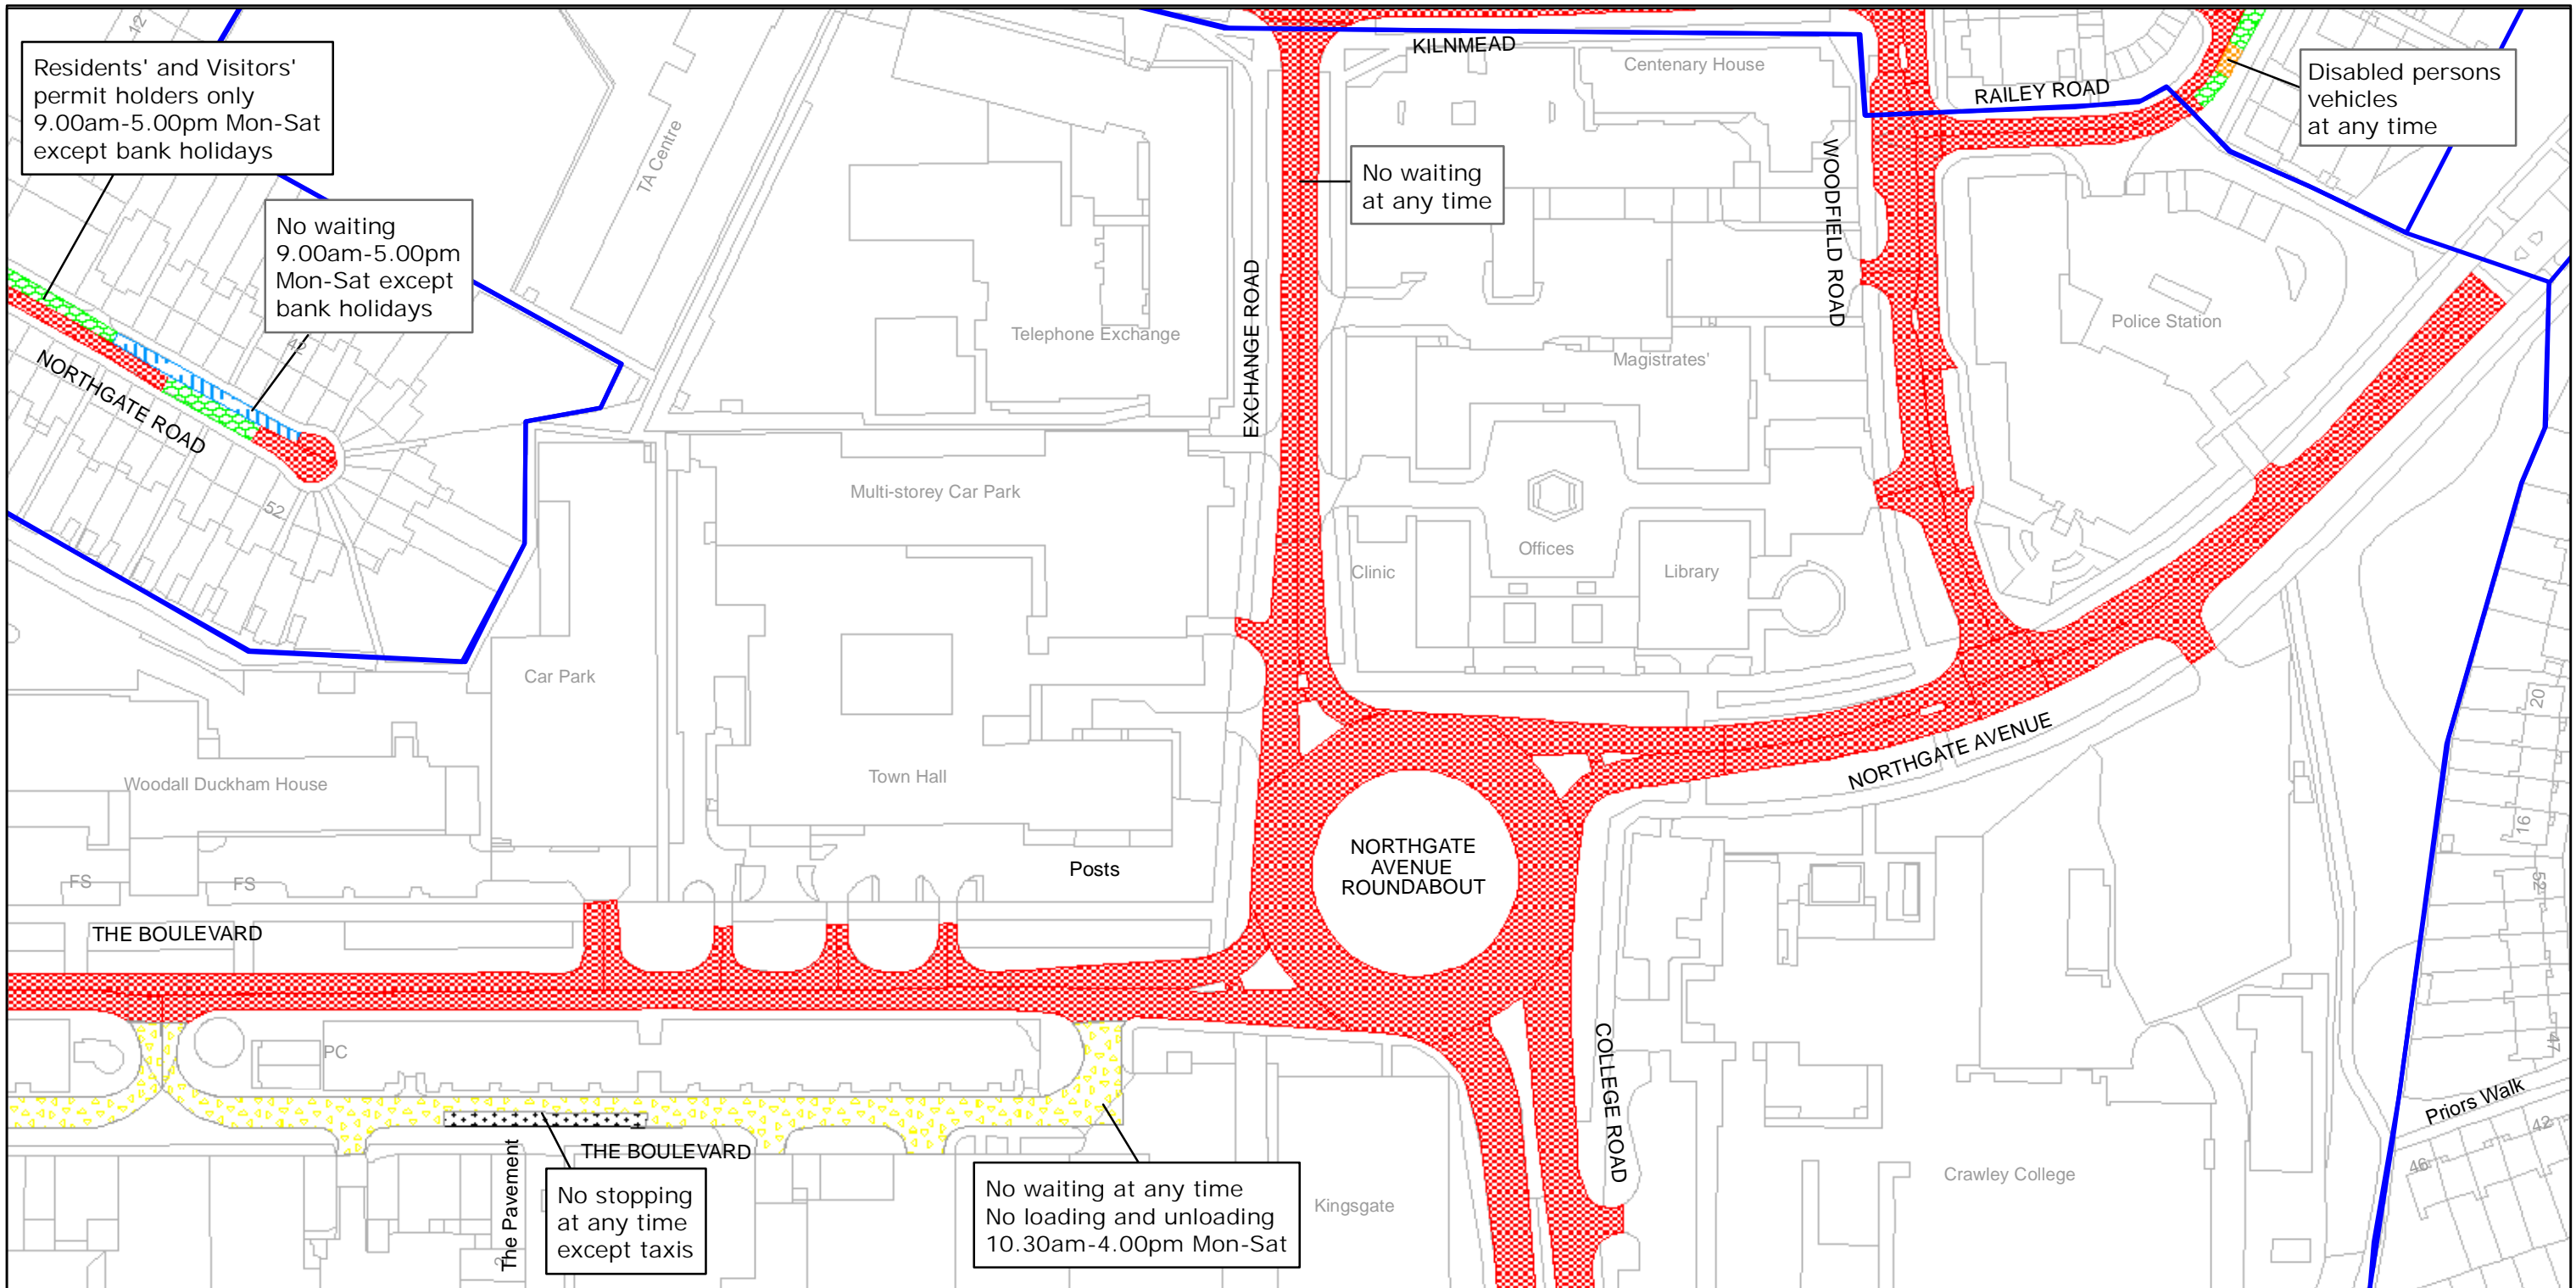 12
Residents' and Visitors'
permit holders only
9.00am-5.00pm Mon-Sat
except bank holidays
No waiting
9.00am-5.00pm
Mon-Sat except
bank holidays
42
NORTHGATE ROAD
52
TA Centre
Telephone Exchange
EXCHANGE ROAD
KILNMEAD
Centenary House
No waiting
at any time
WOODFIELD ROAD
RAILEY ROAD
Disabled persons
vehicles
at any time
Police Station
Magistrates'
Multi-storey Car Park
Offices
Clinic
Library
Car Park
Woodall Duckham House
Town Hall
Posts
FS
FS
THE BOULEVARD
NORTHGATE
AVENUE
ROUNDABOUT
NORTHGATE AVENUE
20
16
52
47
PC
COLLEGE ROAD
Priors Walk
42
46
The Pavement
THE BOULEVARD
No stopping
at any time
except taxis
No waiting at any time
No loading and unloading
10.30am-4.00pm Mon-Sat
Kingsgate
Crawley College